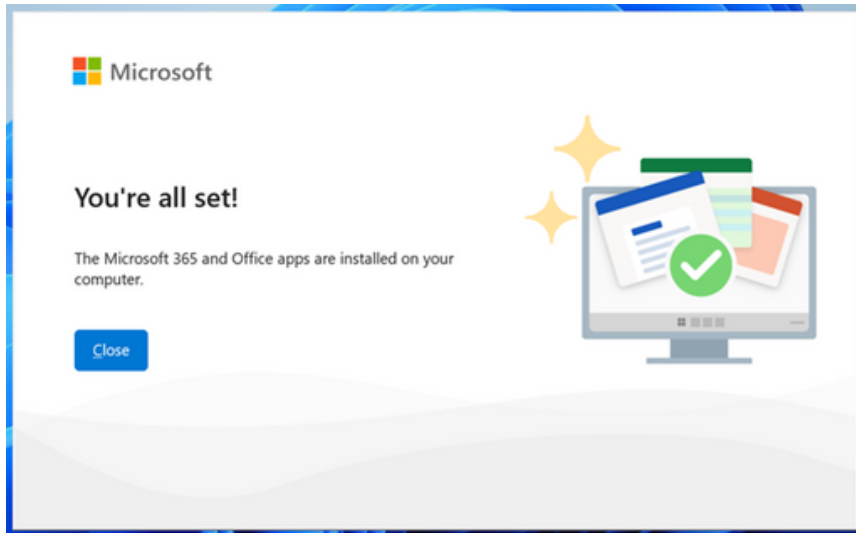 Microsoft
You're all set!
The Microsoft 365 and Office apps are installed on your
computer.
Close